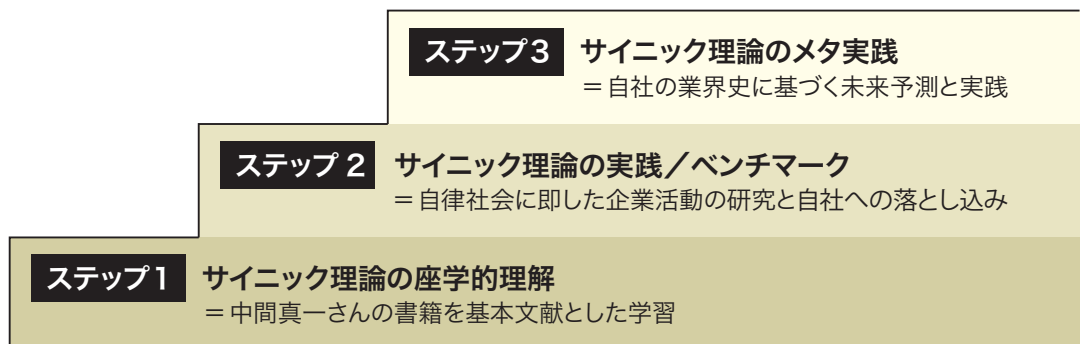 ステップ3 サイニック理論のメタ実践
＝自社の業界史に基づく未来予測と実践
ステップ 2 サイニック理論の実践／ベンチマーク
＝自律社会に即した企業活動の研究と自社への落とし込み
ステップ1 サイニック理論の座学的理解
＝中間真一さんの書籍を基本文献とした学習